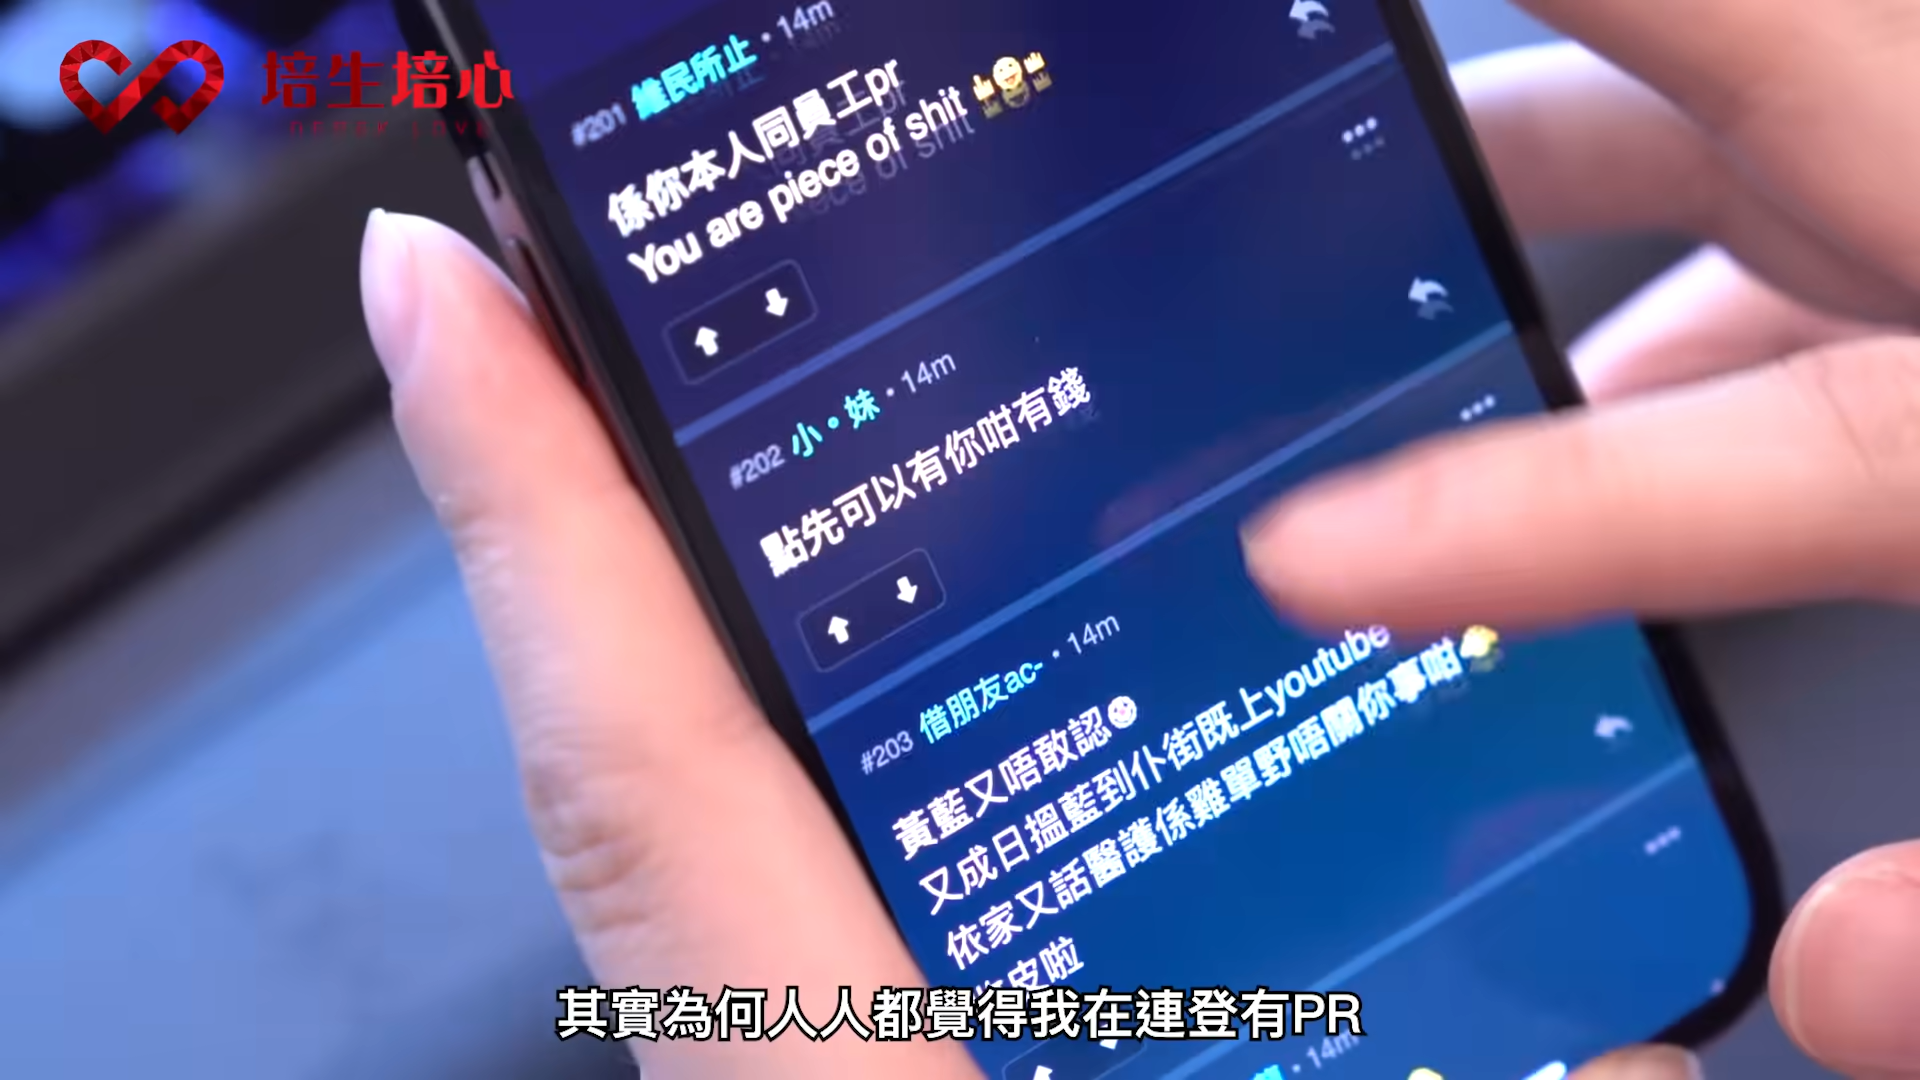 培生培心
#201 維民所止 • 14m
係你本人同員工pr
You are piece of shit
#202 小。妹 • 14m
點先可以有你咁有錢
#203 借朋友ac- • 14m
黃藍又唔敢認
又成日搵藍到仆街既上youtube
依家又話醫護係雞單野唔關你事咁
皮啦
其實為何人人都覺得我在連登有PR
14m